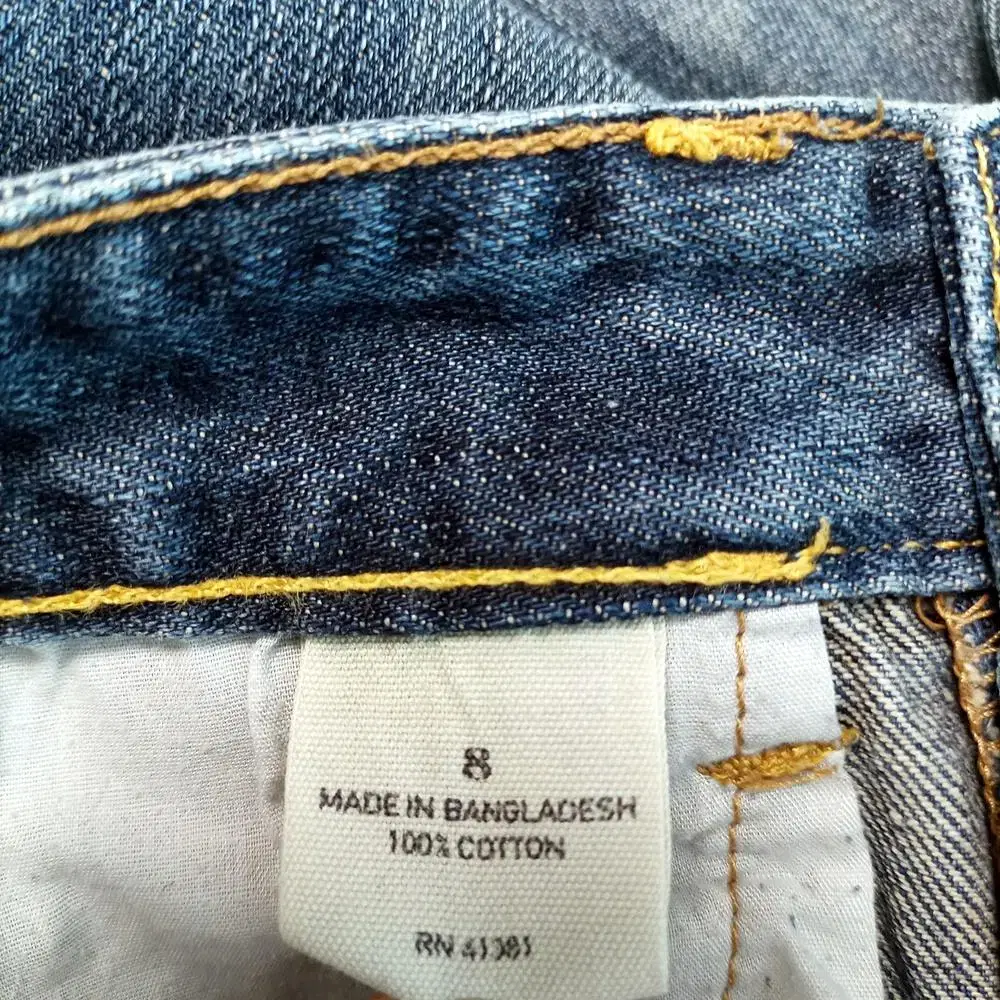 8
MADE IN BANGLADESH
100% COTTON
RN 41381